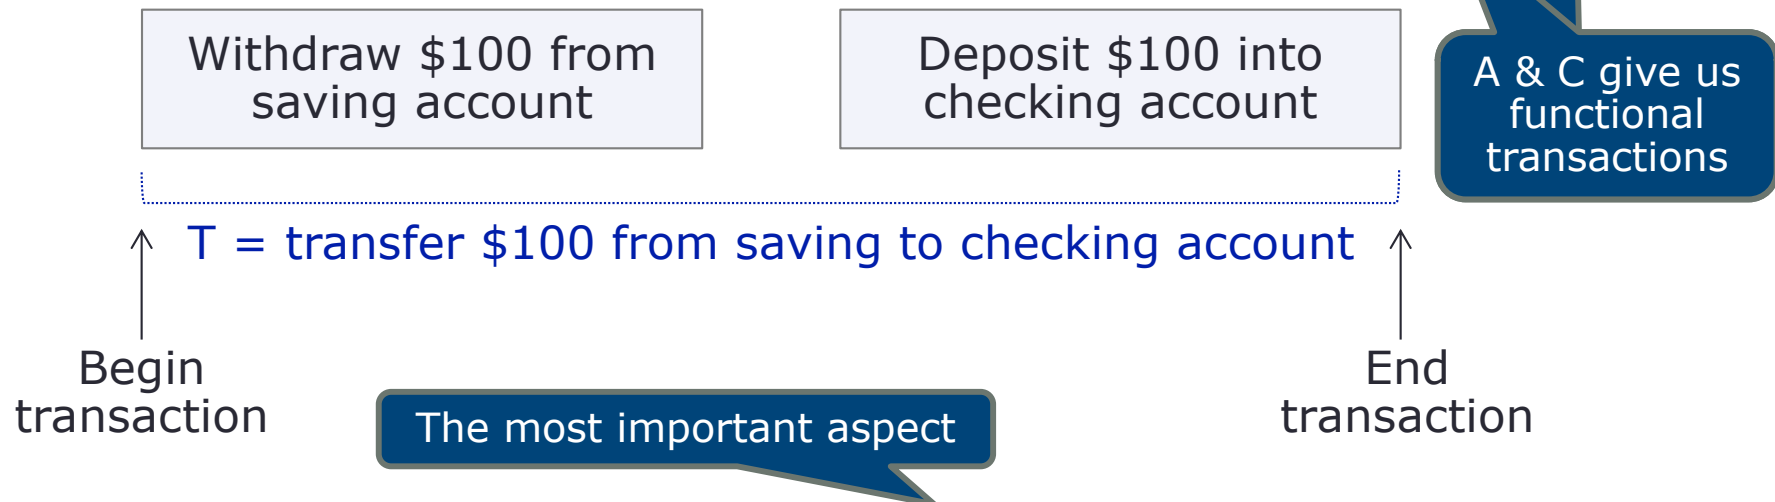 Withdraw $100 from
saving account
Deposit $100 into
checking account
A & C give us
functional
transactions
T = transfer $100 from saving to checking account
Begin
transaction
End
transaction
The most important aspect